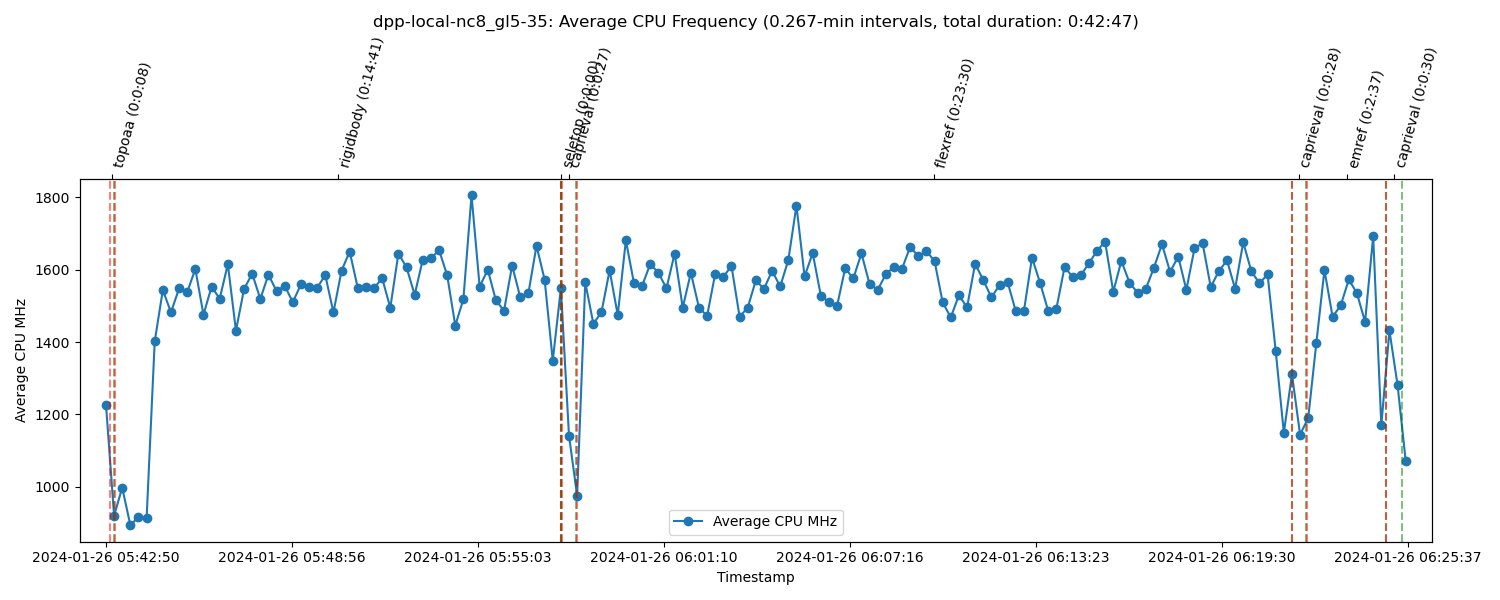 dpp-local-nc8_gl5-35: Average CPU Frequency (0.267-min intervals, total duration: 0:42:47)
topoaa (0:0:08)
rigidbody (0:14:41)
seletop (0:0:00)
caprieval (0:0:27)
flexref (0:23:30)
caprieval (0:0:28)
emref (0:2:37)
caprieval (0:0:30)
Average CPU MHz
1800
1600
1400
1200
1000
Average CPU MHz
2024-01-26 05:42:50
2024-01-26 05:48:56
2024-01-26 05:55:03
2024-01-26 06:01:10
2024-01-26 06:07:16
2024-01-26 06:13:23
2024-01-26 06:19:30
2024-01-26 06:25:37
Timestamp